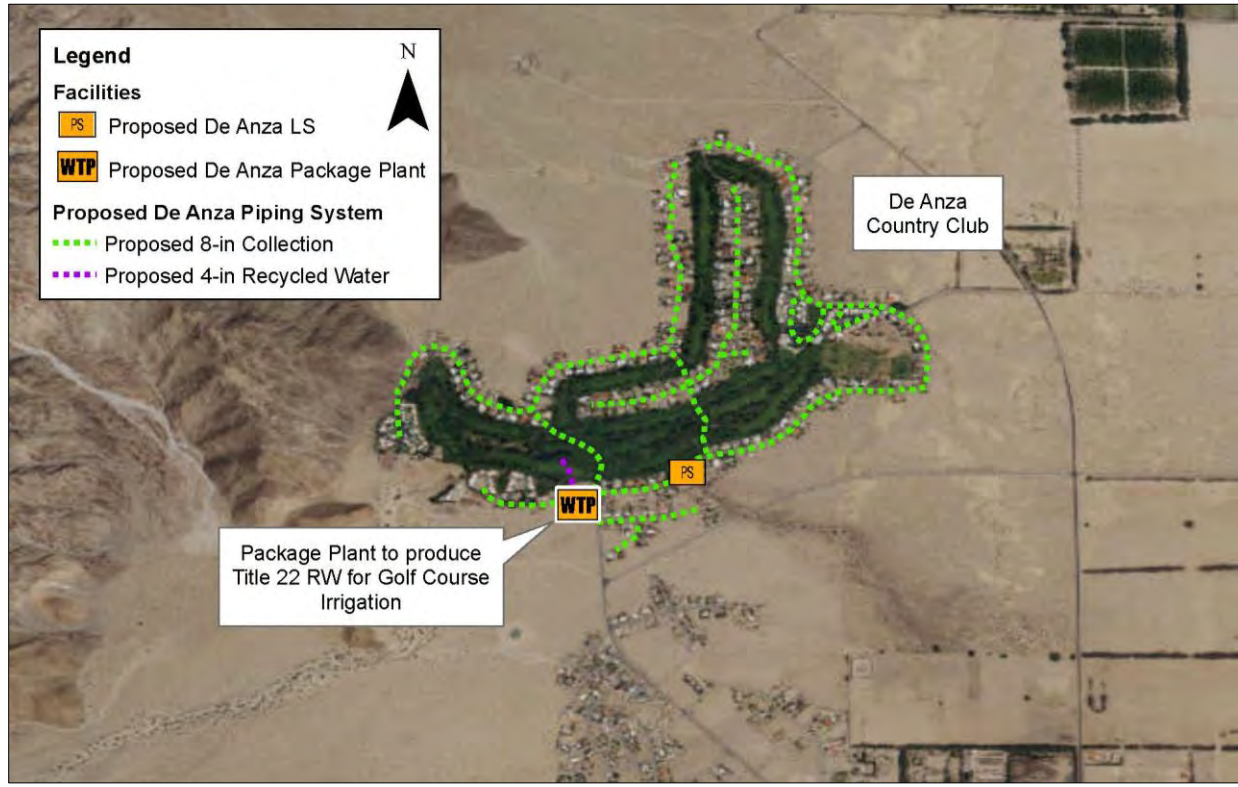 Legend
N
Facilities
PS Proposed De Anza LS
WTP Proposed De Anza Package Plant
Proposed De Anza Piping System
Proposed 8-in Collection
Proposed 4-in Recycled Water
De Anza
Country Club
PS
WTP
Package Plant to produce
Title 22 RW for Golf Course
Irrigation